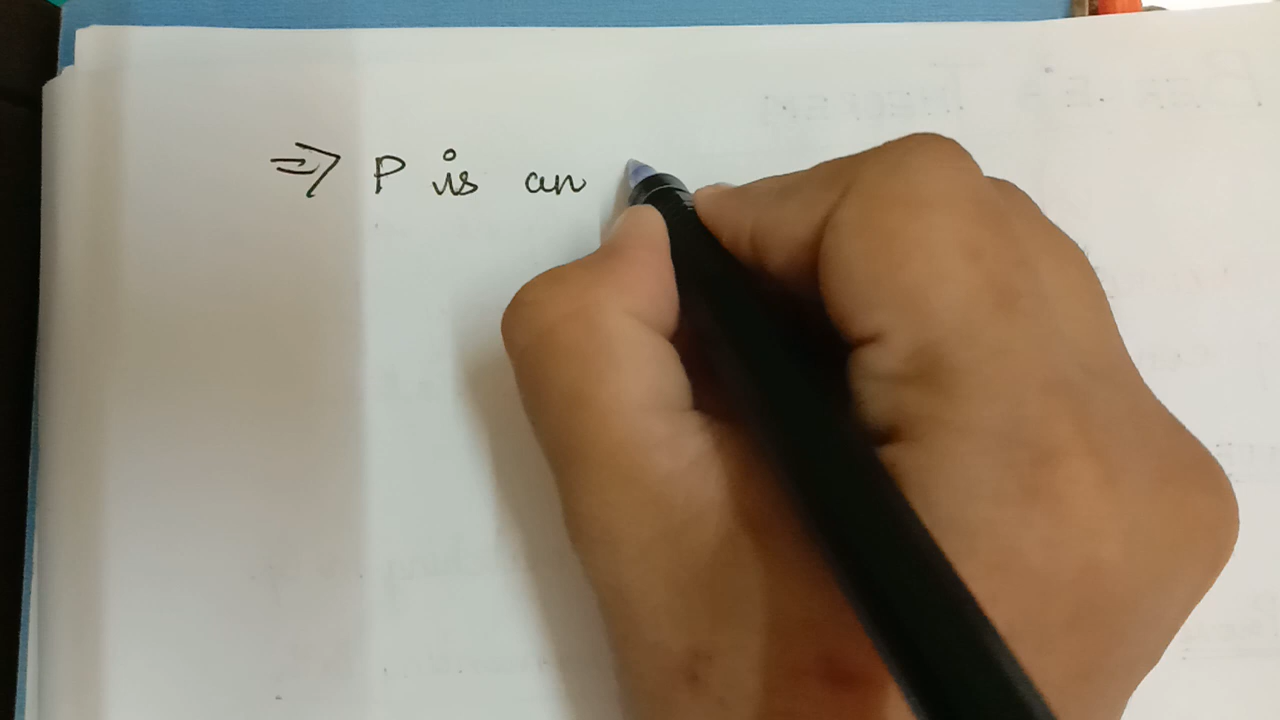 ⇒ P is an